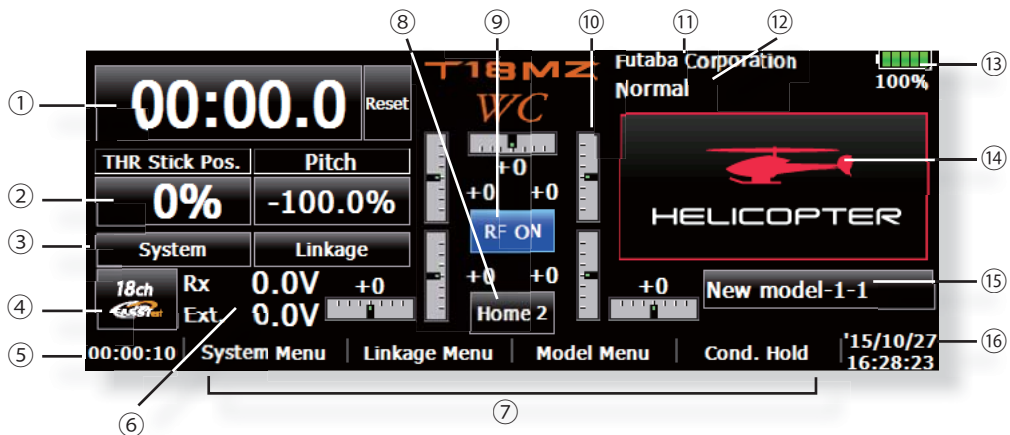 ⑧ ⑨ ⑩ ⑪ ⑫
①
00:00.0 Reset
T18MZ
WC
Futaba Corporation
Normal
100%
⑬
THR Stick Pos. Pitch
②
0% -100.0%
+0
+0 +0
RF ON
HELICOPTER
⑭
③
System Linkage
④
18ch
FASSTest
Rx 0.0V
Ext. 0.0V
+0
+0 +0
Home 2
+0
New model-1-1
⑮
⑤
00:00:10 System Menu Linkage Menu Model Menu Cond. Hold '15/10/27
16:28:23
⑯
⑥
⑦